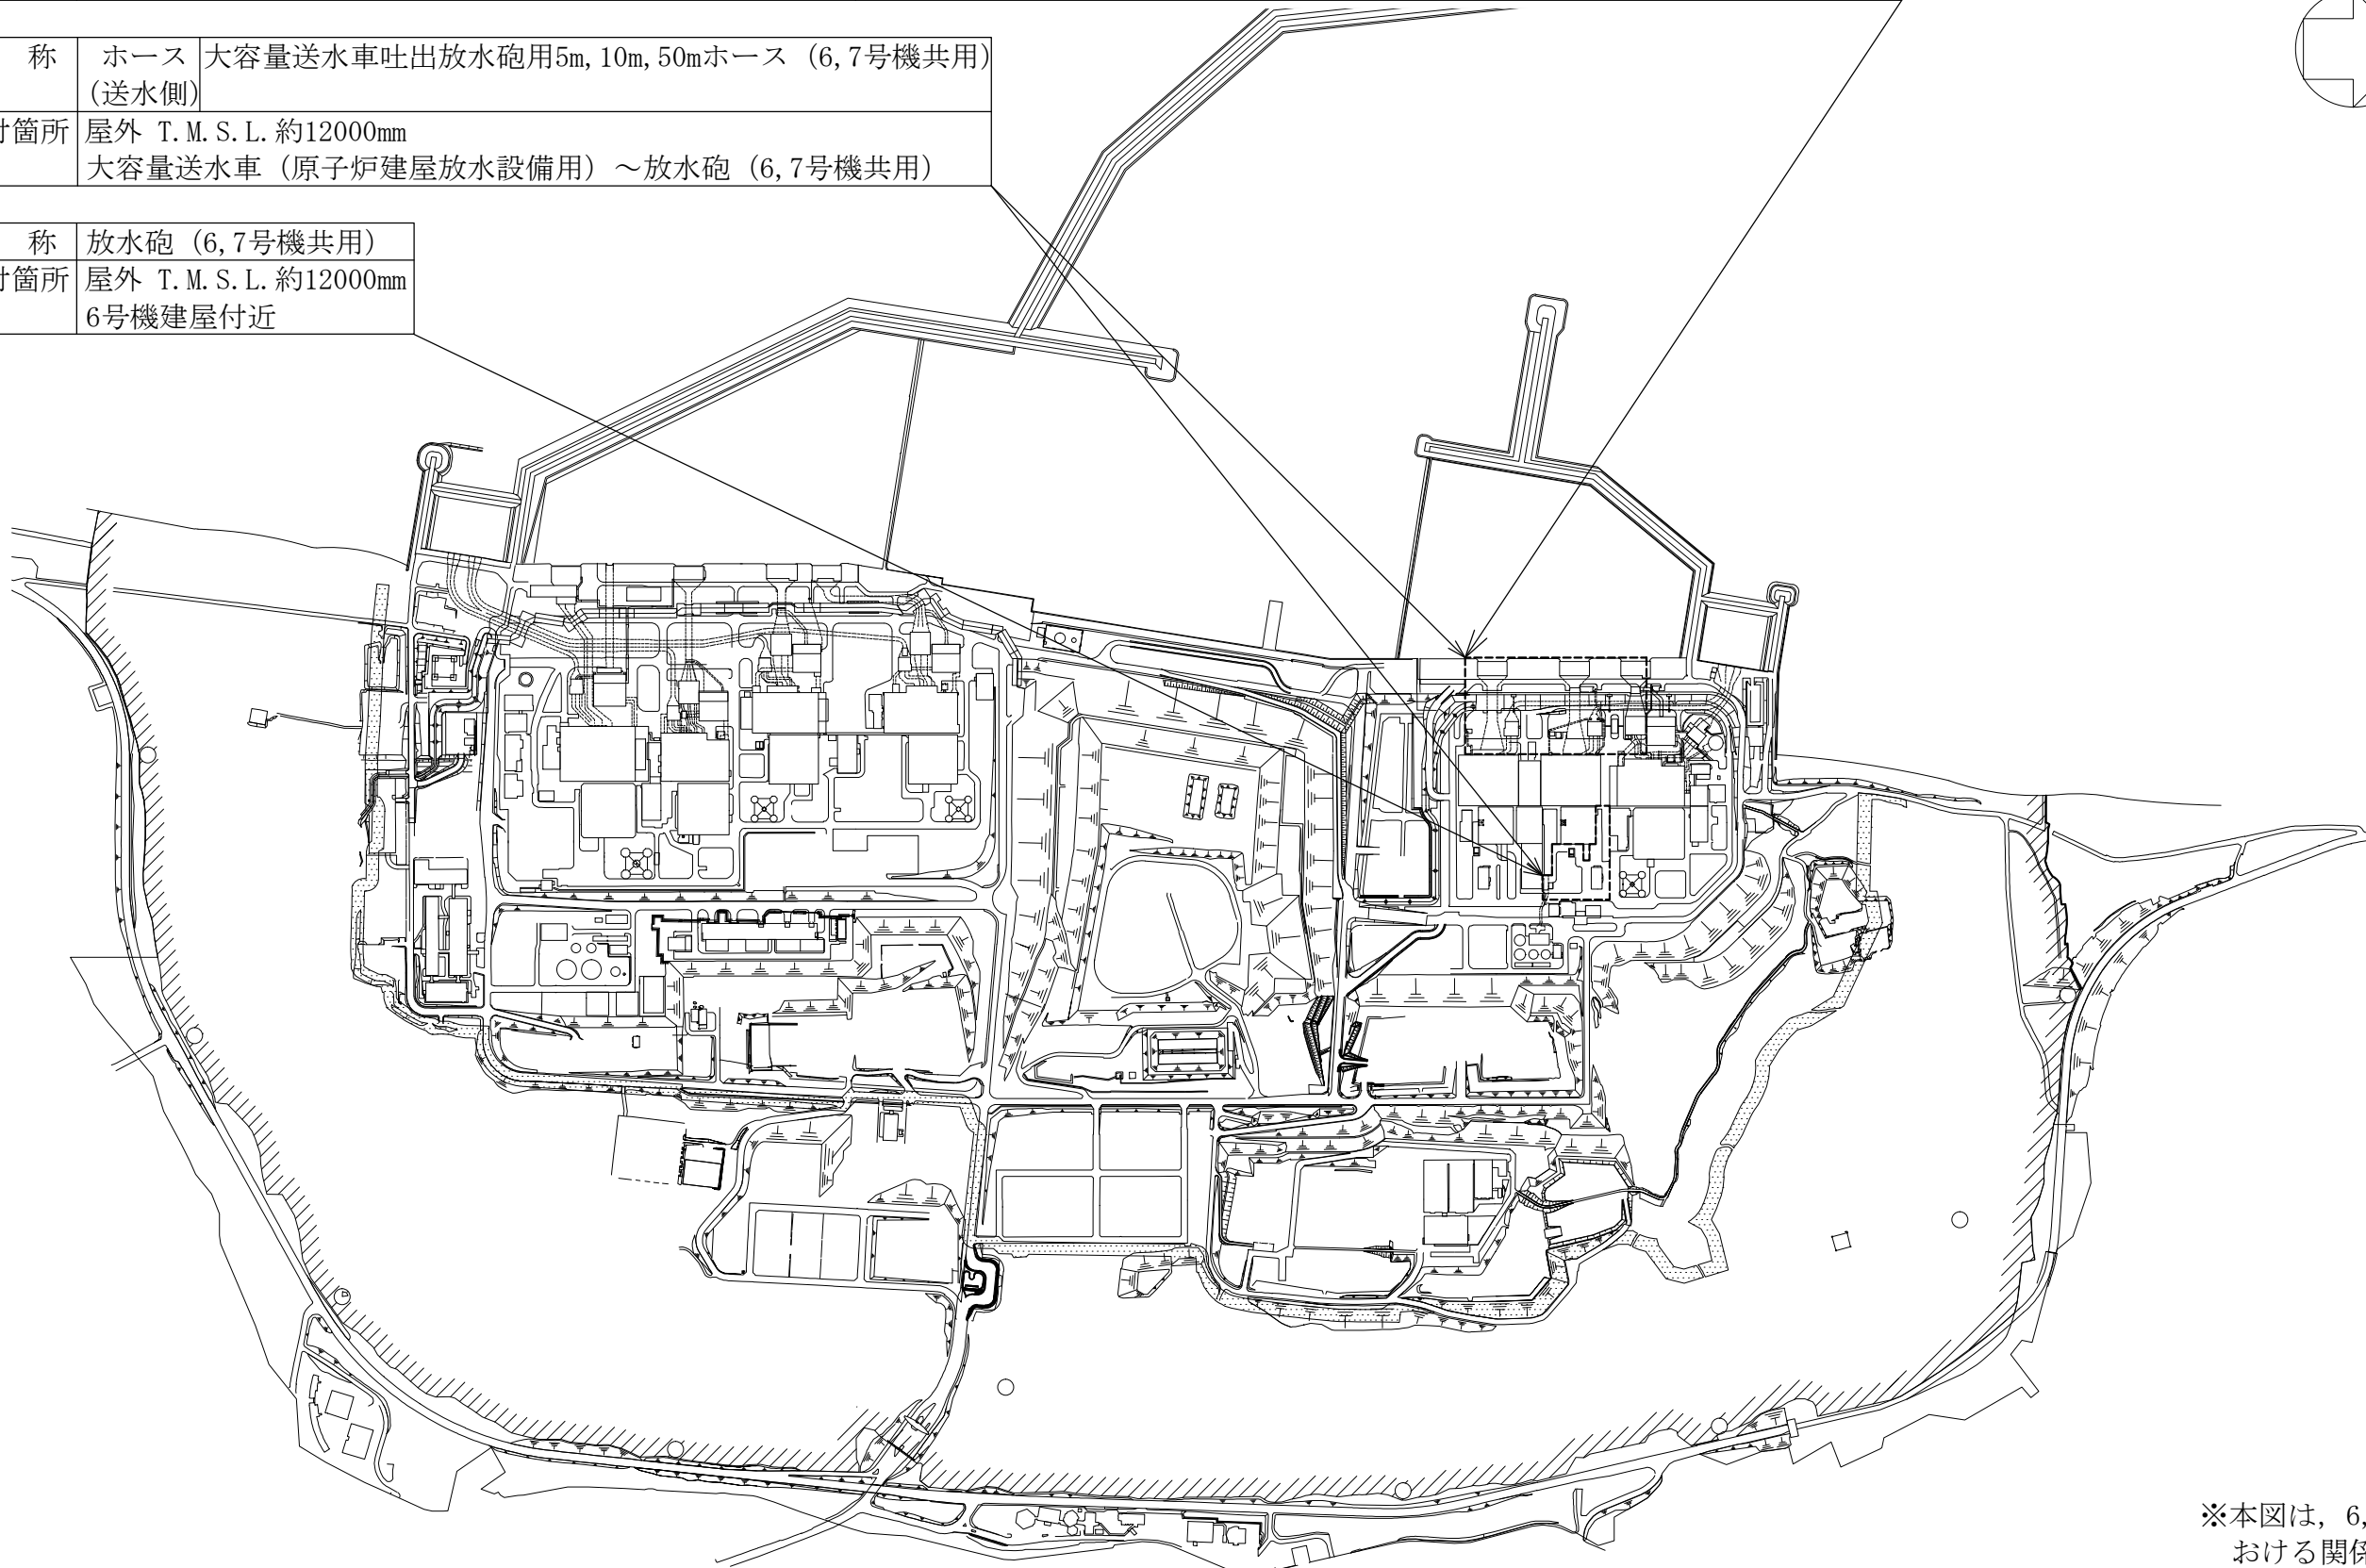 称 ホース 大容量送水車吐出放水砲用5m,10m,50mホース（6,7号機共用）
（送水側）
付箇所 屋外 T.M.S.L.約12000mm
大容量送水車（原子炉建屋放水設備用）～放水砲（6,7号機共用）
称 放水砲（6,7号機共用）
付箇所 屋外 T.M.S.L.約12000mm
6号機建屋付近
※本図は，6,
おける関係